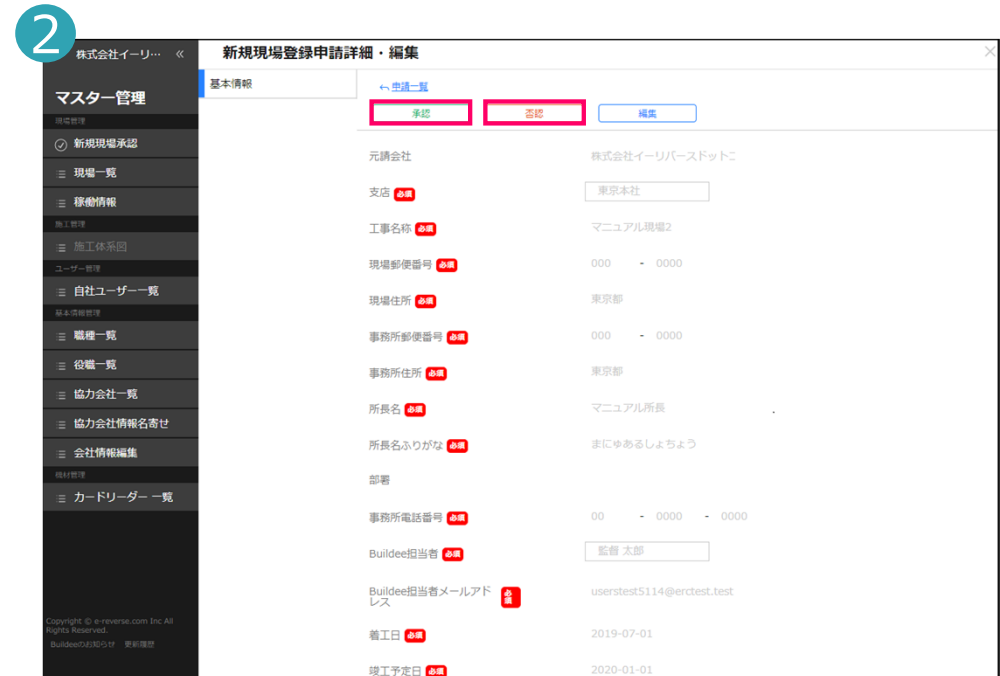 2
株式会社イーリ… «
マスター管理
現場管理
新規現場承認
現場一覧
稼働情報
施工管理
施工体系図
ユーザー管理
自社ユーザー一覧
基本情報管理
職種一覧
役職一覧
協力会社一覧
協力会社情報名寄せ
会社情報編集
機材管理
カードリーダー 一覧
Copyright © e-reverse.com Inc All
Rights Reserved.
Buildeeのお知らせ 更新履歴
新規現場登録申請詳細・編集
基本情報
申請一覧
承認 否認 編集
元請会社 株式会社イーリバースドットコ
支店 必須 東京本社
工事名称 必須 マニュアル現場2
現場郵便番号 必須 000 - 0000
現場住所 必須 東京都
事務所郵便番号 必須 000 - 0000
事務所住所 必須 東京都
所長名 必須 マニュアル所長
所長名ふりがな 必須 まにゅあるしょちょう
部署
事務所電話番号 必須 00 - 0000 - 0000
Buildee担当者 必須 監督 太郎
Buildee担当者メールアド
レス 必須 userstest5114@erctest.test
着工日 必須 2019-07-01
竣工予定日 必須 2020-01-01